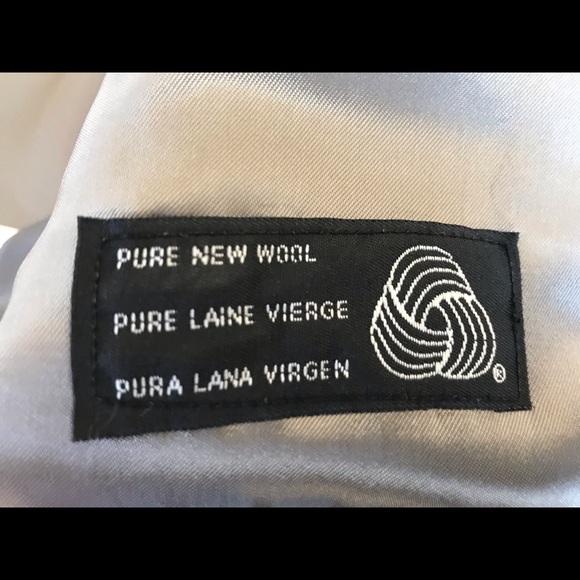 PURE NEW WOOL
PURE LAINE VIERGE
PURA LANA VIRGEN
®